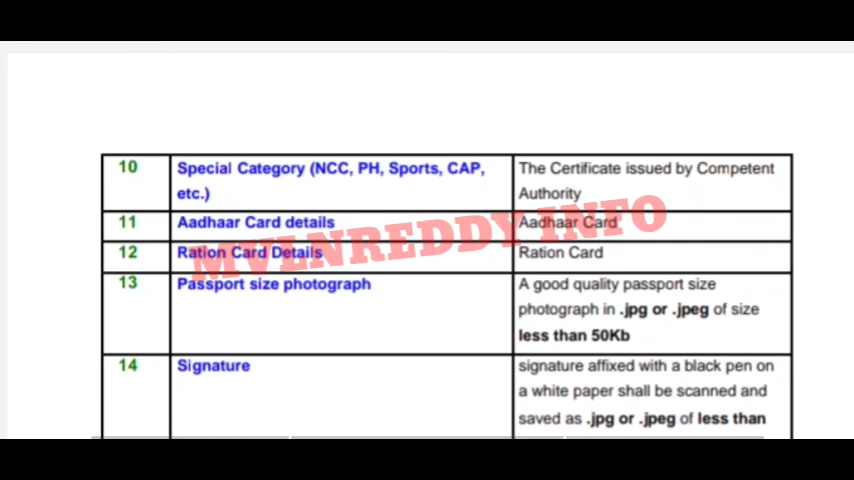 10
Special Category (NCC, PH, Sports, CAP,
etc.)
The Certificate issued by Competent
Authority
11
Aadhaar Card details
Aadhaar Card
12
Ration Card Details
Ration Card
13
Passport size photograph
A good quality passport size
photograph in .jpg or .jpeg of size
less than 50Kb
14
Signature
signature affixed with a black pen on
a white paper shall be scanned and
saved as .jpg or .jpeg of less than
MVLNREDDY INFO